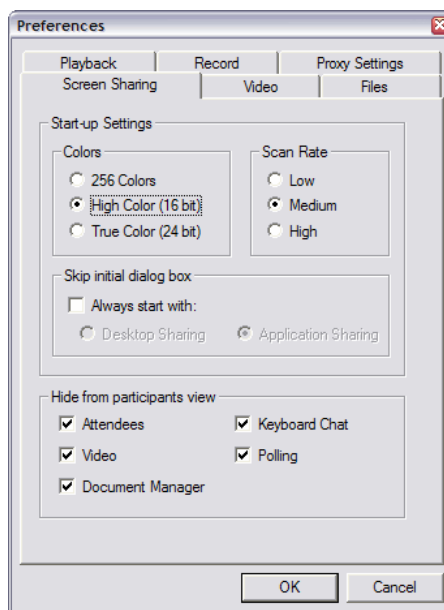 Preferences
Playback Record Proxy Settings
Screen Sharing Video Files
Start-up Settings
Colors
256 Colors
High Color (16 bit)
True Color (24 bit)
Scan Rate
Low
Medium
High
Skip initial dialog box
Always start with:
Desktop Sharing Application Sharing
Hide from participants view
Attendees Keyboard Chat
Video Polling
Document Manager
OK Cancel